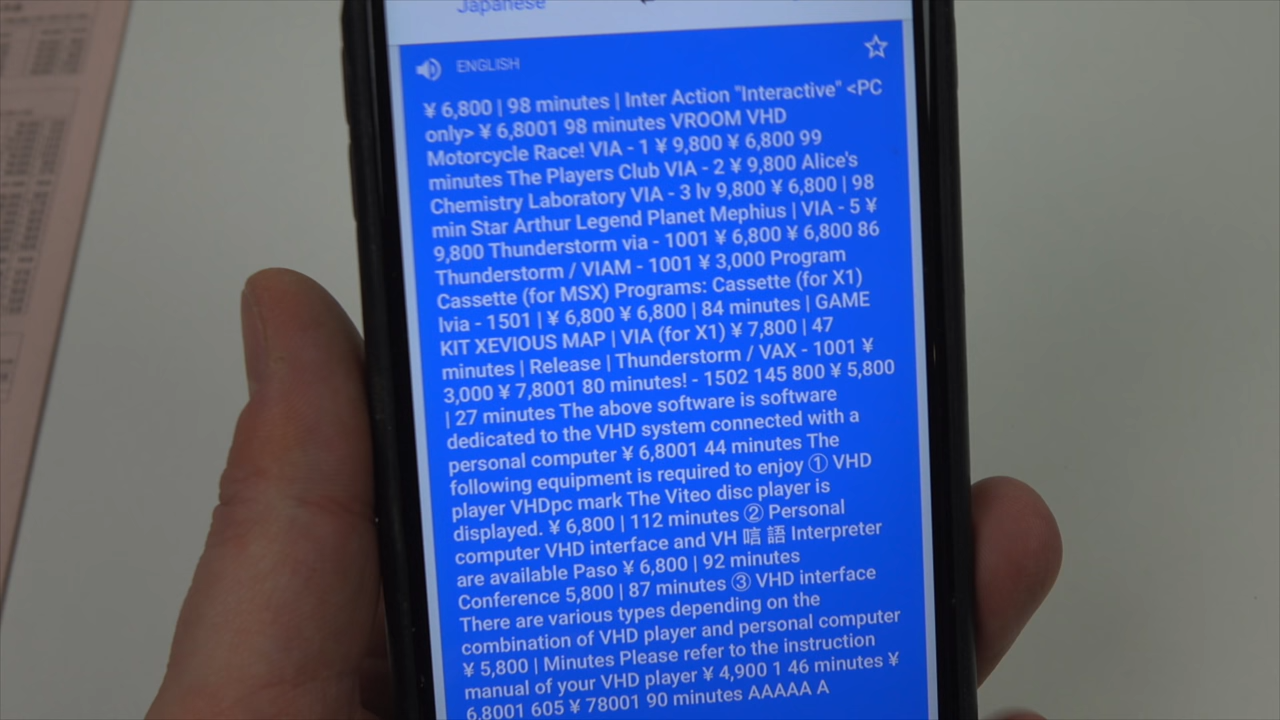 Japanese
ENGLISH
¥ 6,800 | 98 minutes | Inter Action "Interactive" <PC
only> ¥ 6,8001 98 minutes VROOM VHD
Motorcycle Race! VIA - 1 ¥ 9,800 ¥ 6,800 99
minutes The Players Club VIA - 2 ¥ 9,800 Alice's
Chemistry Laboratory VIA - 3 lv 9,800 ¥ 6,800 | 98
min Star Arthur Legend Planet Mephius | VIA - 5 ¥
9,800 Thunderstorm via - 1001 ¥ 6,800 ¥ 6,800 86
Thunderstorm / VIAM - 1001 ¥ 3,000 Program
Cassette (for MSX) Programs: Cassette (for X1)
lvia - 1501 | ¥ 6,800 ¥ 6,800 | 84 minutes | GAME
KIT XEVIOUS MAP | VIA (for X1) ¥ 7,800 | 47
minutes | Release | Thunderstorm / VAX - 1001 ¥
3,000 ¥ 7,8001 80 minutes! - 1502 145 800 ¥ 5,800
| 27 minutes The above software is software
dedicated to the VHD system connected with a
personal computer ¥ 6,8001 44 minutes The
following equipment is required to enjoy ① VHD
player VHDpc mark The Viteo disc player is
displayed. ¥ 6,800 | 112 minutes ② Personal
computer VHD interface and VH 唁 語 Interpreter
are available Paso ¥ 6,800 | 92 minutes
Conference 5,800 | 87 minutes ③ VHD interface
There are various types depending on the
combination of VHD player and personal computer
¥ 5,800 | Minutes Please refer to the instruction
manual of your VHD player ¥ 4,900 1 46 minutes ¥
6,8001 605 ¥ 78001 90 minutes AAAAA A